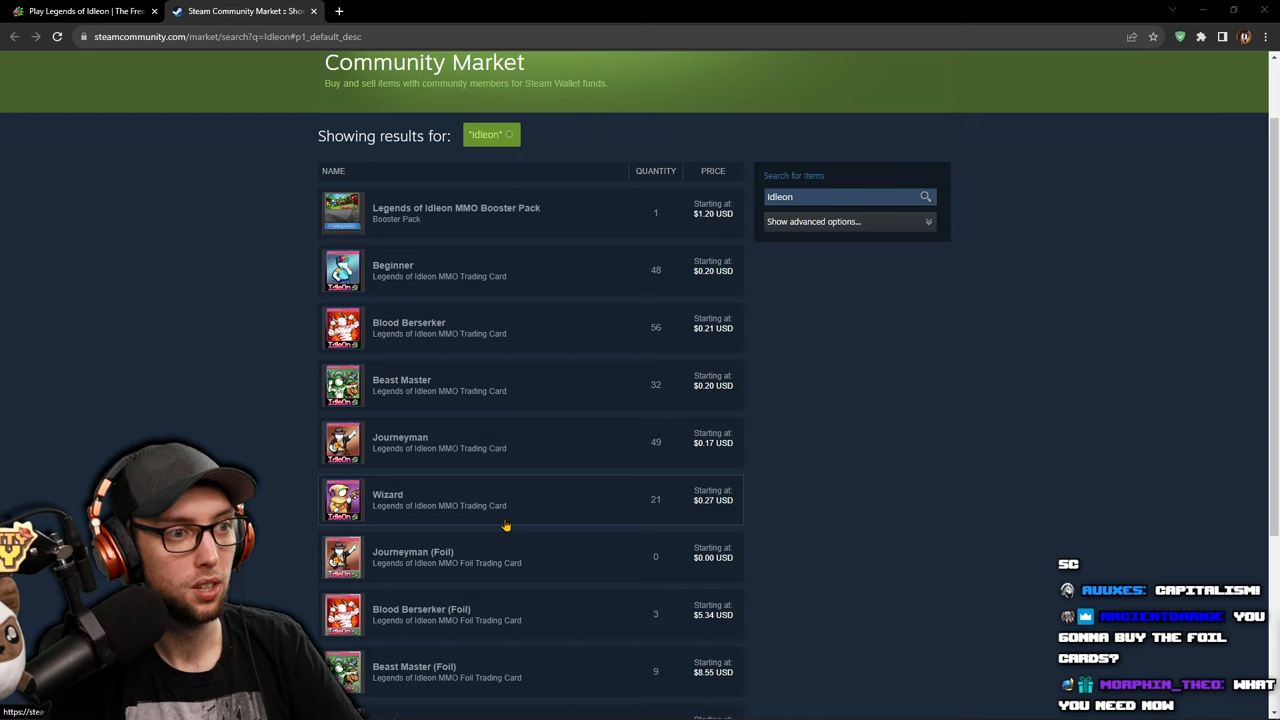 Play Legends of Idleon | The Free
Steam Community Market :: Show
steamcommunity.com/market/search?q=Idleon#p1_default_desc
Community Market
Buy and sell items with community members for Steam Wallet funds.
Showing results for:
"Idleon"
NAME
QUANTITY
PRICE
Search for Items
Idleon
Show advanced options...
Legends of Idleon MMO Booster Pack
Booster Pack
1
Starting at:
$1.20 USD
Beginner
Legends of Idleon MMO Trading Card
48
Starting at:
$0.20 USD
Blood Berserker
Legends of Idleon MMO Trading Card
56
Starting at:
$0.21 USD
Beast Master
Legends of Idleon MMO Trading Card
32
Starting at:
$0.20 USD
Journeyman
Legends of Idleon MMO Trading Card
49
Starting at:
$0.17 USD
Wizard
Legends of Idleon MMO Trading Card
21
Starting at:
$0.27 USD
Journeyman (Foil)
Legends of Idleon MMO Foil Trading Card
0
Starting at:
$0.00 USD
Blood Berserker (Foil)
Legends of Idleon MMO Foil Trading Card
3
Starting at:
$5.34 USD
Beast Master (Foil)
Legends of Idleon MMO Foil Trading Card
9
Starting at:
$8.55 USD
SC
AUUXES: CAPITALISM!
ANCIENTDARKK: YOU
GONNA BUY THE FOIL
CARDS?
MORPHIN_THEO: WHAT
YOU NEED NOW
https://stea